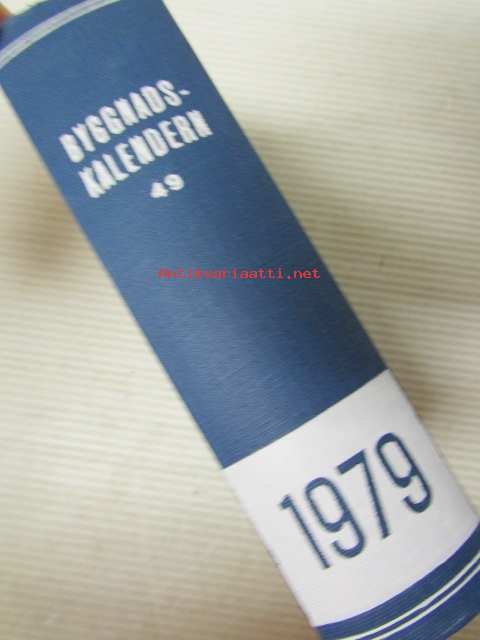 BYGGNADS-
KALENDERN
49
Antikvariaatti.net
1979